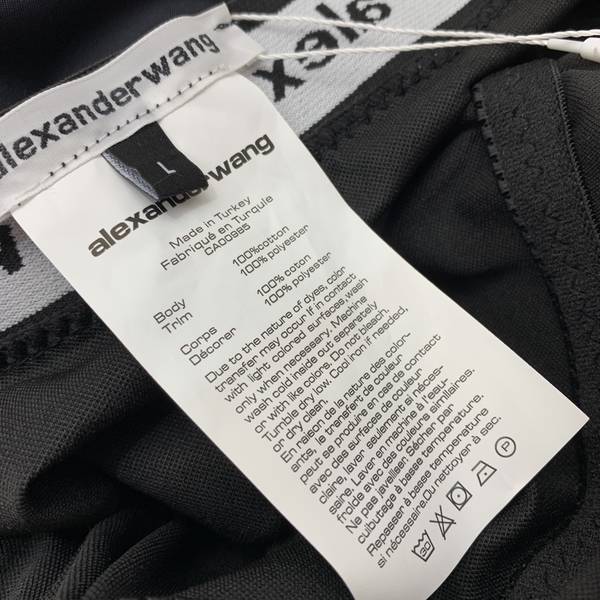 alexanderwang
alex
L
alexanderwang
Made in Turkey
Fabriqué en Turquie
CA00985
Body 100%cotton
Trim 100% polyester
Corps 100% coton
Décorer 100% polyester
Due to the nature of dyes, color
transfer may occur if in contact
with light colored surfaces,wash
only when necessary. Machine
wash cold inside out separately
or with like colors. Do not bleach.
Tumble dry low. Cool iron if needed,
or dry clean.
En raison de la nature des color-
ants, le transfert de couleur
peut se produire en cas de contact
avec des surfaces de couleur
claire, laver seulement si néces-
saire. Laver en machine à l'eau
froide avec des couleurs similaires.
Ne pas javeliser. Sécher par
culbutage à basse température.
Repasser à basse température
si nécessaire.Ou nettoyer à sec.
30
P